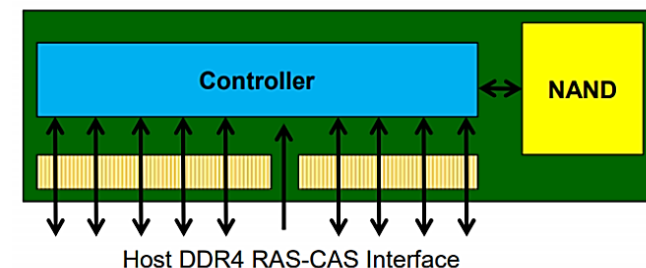 Controller
NAND
Host DDR4 RAS-CAS Interface